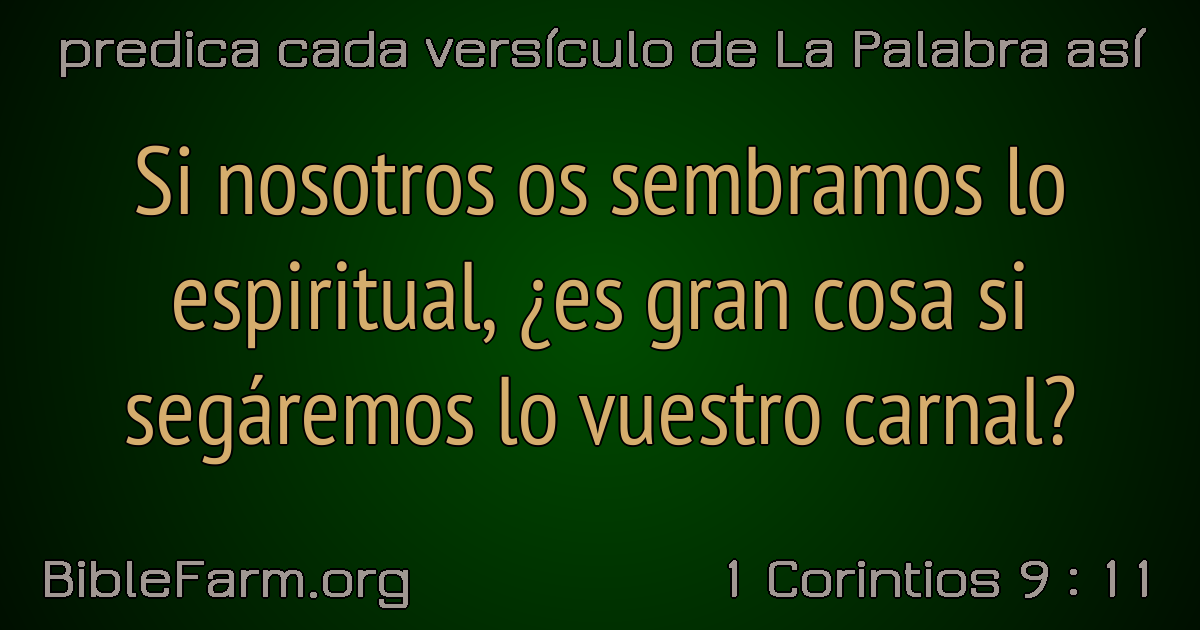 predica cada versículo de La Palabra así
Si nosotros os sembramos lo
espiritual, ¿es gran cosa si
segáremos lo vuestro carnal?
BibleFarm.org
1 Corintios 9 : 11